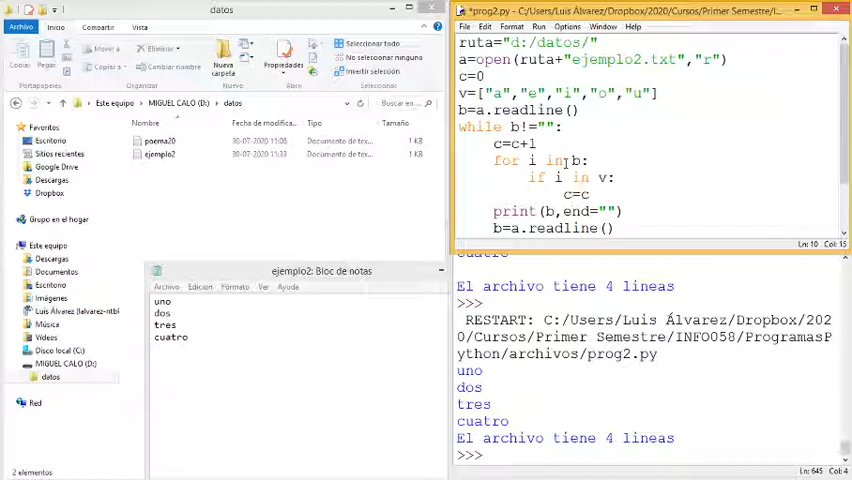 datos
Archivo Inicio Compartir Vista
Copiar Pegar
Mover a
Copiar a
Eliminar
Cambiar nombre
Nueva carpeta
Propiedades
Seleccionar todo
No seleccionar ninguno
Invertir selección
Portapapeles
Organizar
Nuevo
Abrir
Seleccionar
Este equipo MIGUEL CALO (D:) datos
Buscar en ...
Nombre Fecha de modifica... Tipo Tamaño
poema20 30-07-2020 11:08 Documento de tex... 1 KB
ejemplo2 30-07-2020 11:33 Documento de tex... 1 KB
Favoritos
Escritorio
Sitios recientes
Google Drive
Descargas
Dropbox
Grupo en el hogar
Este equipo
Descargas
Documentos
Escritorio
Imágenes
Luis Álvarez (lalvarez-ntbl
Música
Vídeos
Disco local (C:)
MIGUEL CALO (D:)
datos
Red
2 elementos
ejemplo2: Bloc de notas
Archivo Edición Formato Ver Ayuda
uno
dos
tres
cuatro
*prog2.py - C:/Users/Luis Álvarez/Dropbox/2020/Cursos/Primer Semestre/I...
File Edit Format Run Options Window Help
ruta="d:/datos/"
a=open(ruta+"ejemplo2.txt","r")
c=0
v=["a","e","i","o","u"]
b=a.readline()
while b!="":
c=c+1
for i in b:
if i in v:
c=c
print(b,end="")
b=a.readline()
Ln: 10 Col: 15
cuatro
El archivo tiene 4 lineas
>>>
RESTART: C:/Users/Luis Álvarez/Dropbox/202
0/Cursos/Primer Semestre/INFO058/ProgramasP
ython/archivos/prog2.py
uno
dos
tres
cuatro
El archivo tiene 4 lineas
>>>
Ln: 645 Col: 4